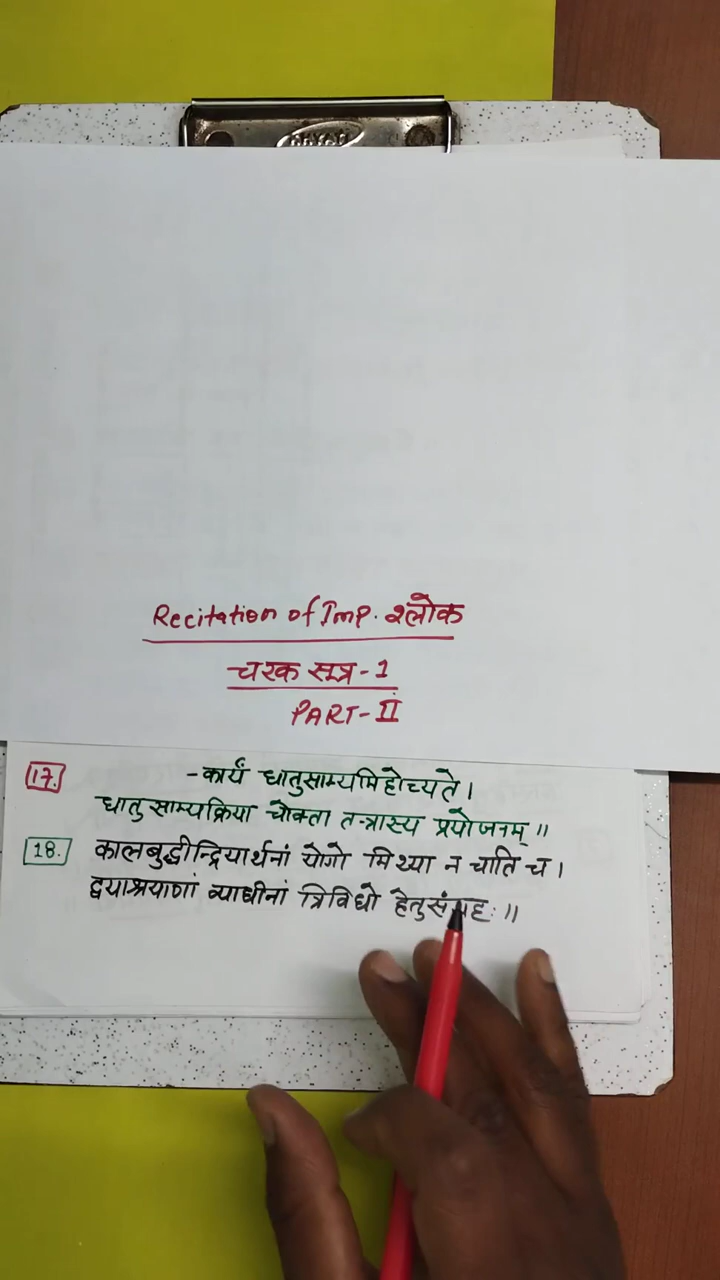 Recitation of Imp. श्लोक
चरक सूत्र-1
PART-II
17. -कार्यं धातुसाम्यमिहोच्यते।
धातुसाम्यक्रिया चोक्ता तन्त्रास्य प्रयोजनम्॥
18. कालबुद्धीन्द्रियार्थनां योगो मिथ्या न चाति च।
द्वयाश्रयाणां व्याधीनां त्रिविधो हेतुसंग्रहः॥